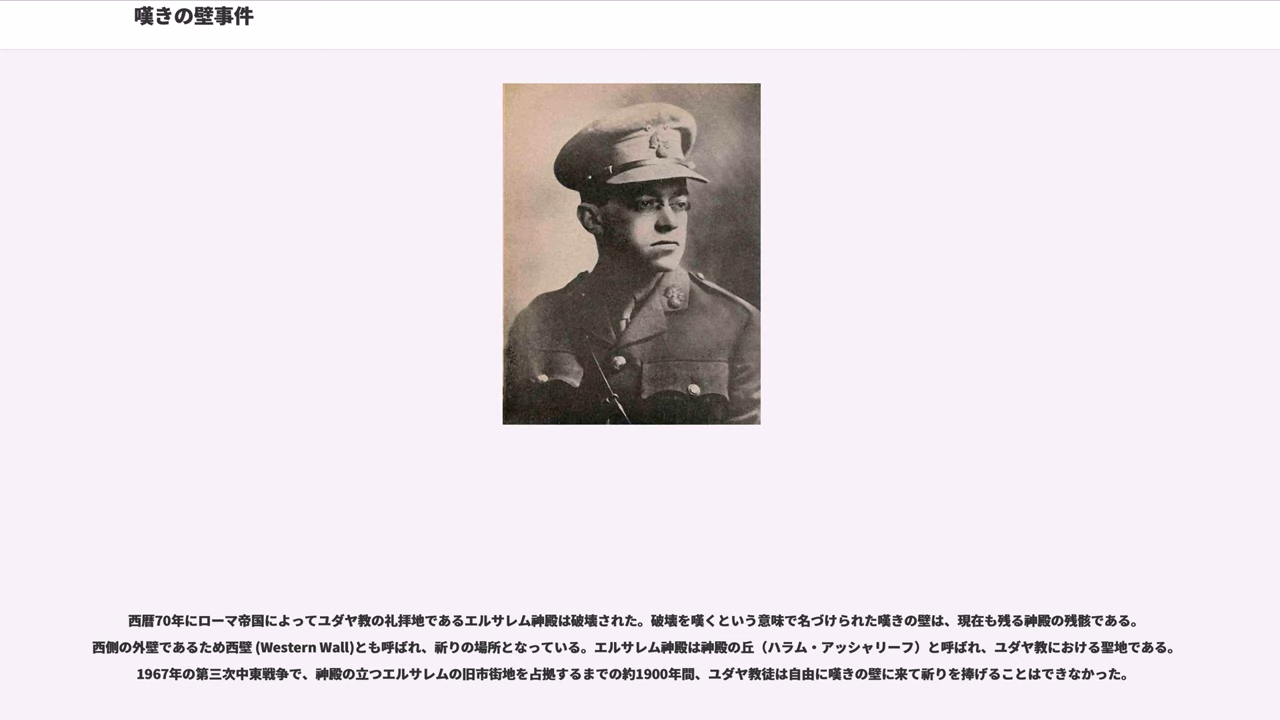 嘆きの壁事件
西暦70年にローマ帝国によってユダヤ教の礼拝地であるエルサレム神殿は破壊された。破壊を嘆くという意味で名づけられた嘆きの壁は、現在も残る神殿の残骸である。
西側の外壁であるため西壁 (Western Wall)とも呼ばれ、祈りの場所となっている。エルサレム神殿は神殿の丘（ハラム・アッシャリーフ）と呼ばれ、ユダヤ教における聖地である。
1967年の第三次中東戦争で、神殿の立つエルサレムの旧市街地を占拠するまでの約1900年間、ユダヤ教徒は自由に嘆きの壁に来て祈りを捧げることはできなかった。